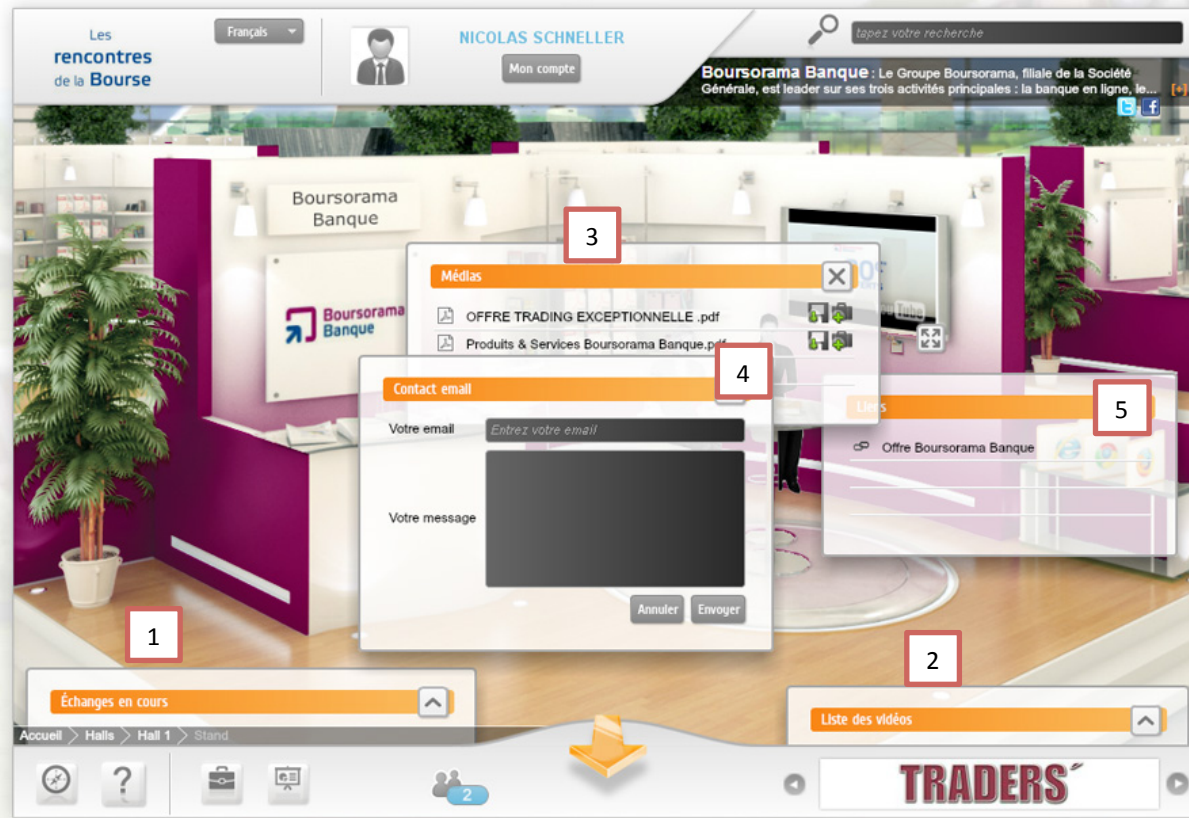 Les
rencontres
de la Bourse
Français
NICOLAS SCHNELLER
Mon compte
tapez votre recherche
Boursorama Banque : Le Groupe Boursorama, filiale de la Société
Générale, est leader sur ses trois activités principales : la banque en ligne, le... [+]
Boursorama
Banque
Boursorama
Banque
3
Médias
OFFRE TRADING EXCEPTIONNELLE .pdf
Produits & Services Boursorama Banque.pdf
4
Contact email
Votre email
Entrez votre email
Votre message
Annuler
Envoyer
5
Liens
Offre Boursorama Banque
1
Échanges en cours
2
Liste des vidéos
Accueil > Halls > Hall 1 > Stand
?
2
TRADERS´